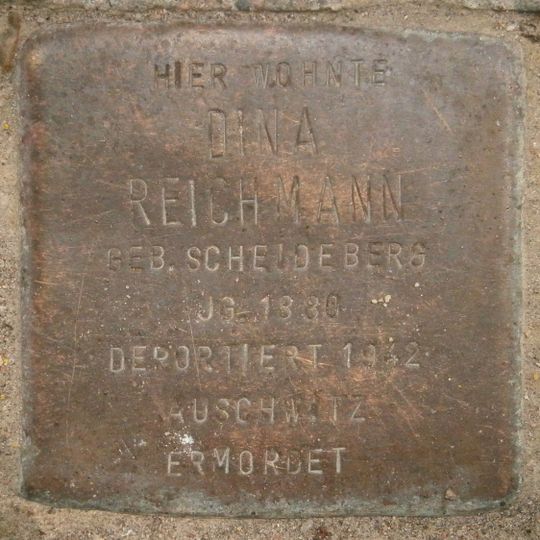 HIER WOHNTE
DINA
REICHMANN
GEB. SCHEIDEBERG
JG. 1880
DEPORTIERT 1942
AUSCHWITZ
ERMORDET